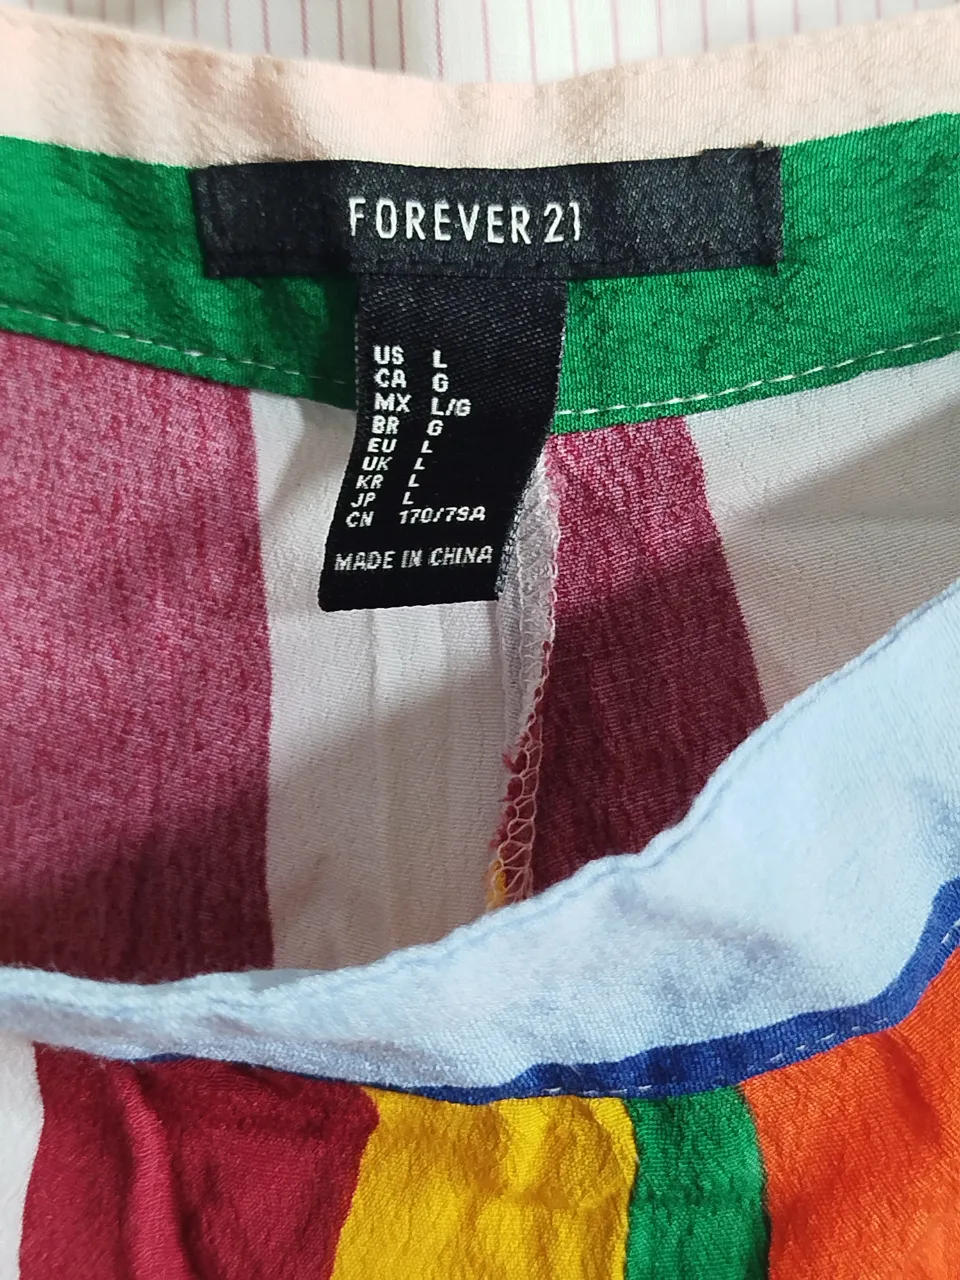 FOREVER 21
US L
CA G
MX L/G
BR G
EU L
UK L
KR L
JP L
CN 170/79A
MADE IN CHINA